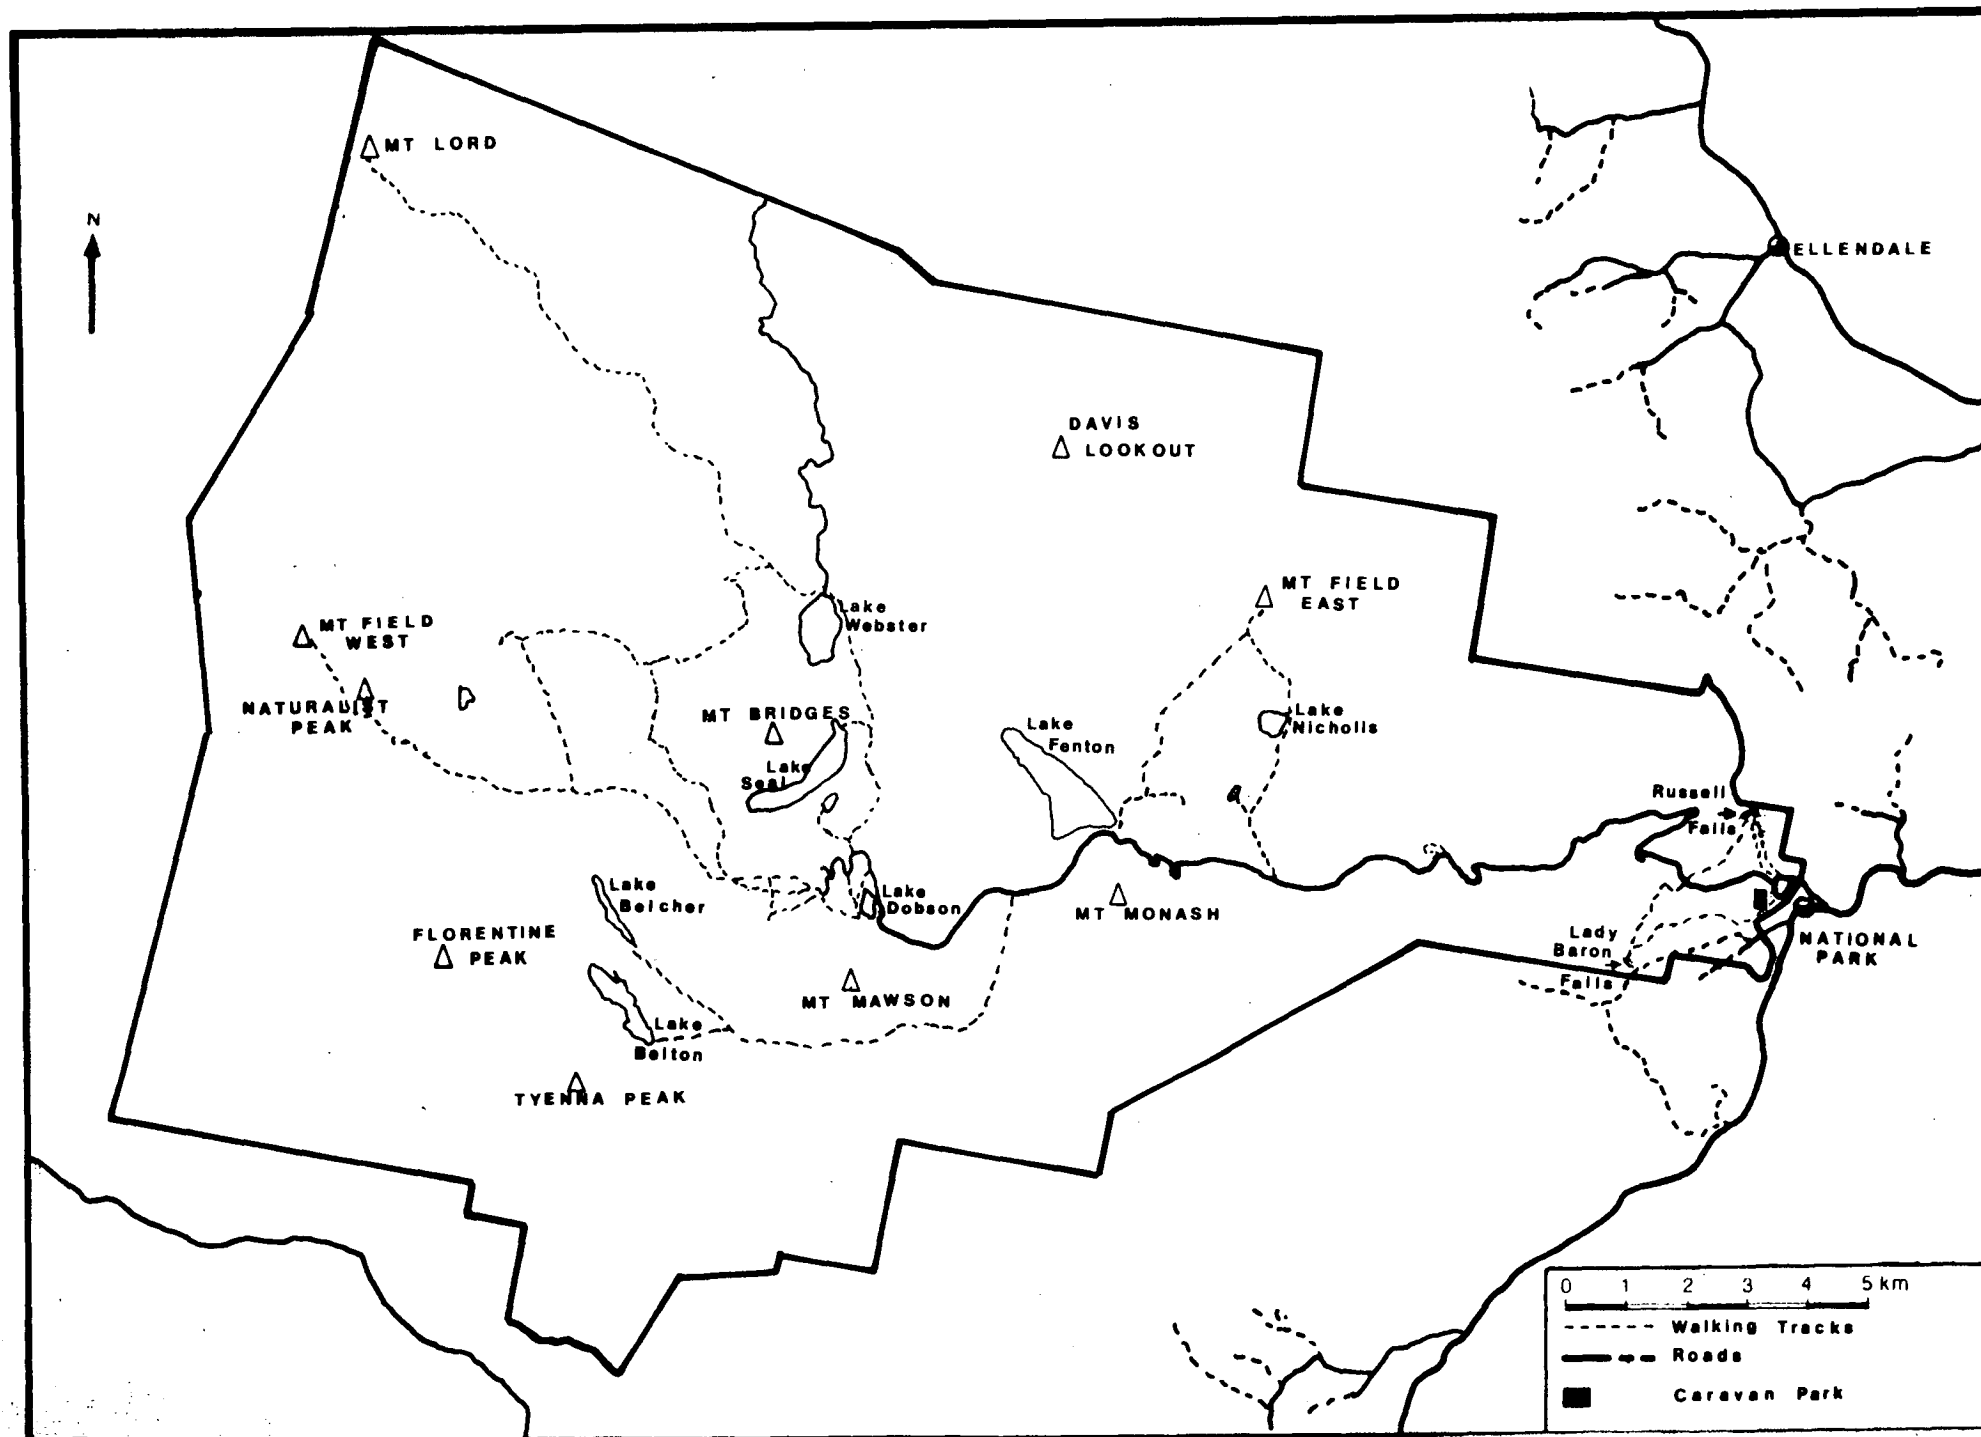 N
MT LORD
ELLENDALE
DAVIS
LOOKOUT
MT FIELD
EAST
Lake
Webster
MT FIELD
WEST
NATURALIST
PEAK
MT BRIDGES
Lake
Seal
Lake
Fenton
Lake
Nicholls
Russell
Falls
Lake
Belcher
Lake
Dobson
MT MONASH
FLORENTINE
PEAK
Lady
Baron
Falls
NATIONAL
PARK
MT MAWSON
Lake
Belton
TYENNA PEAK
0 1 2 3 4 5 km
Walking Tracks
Roads
Caravan Park